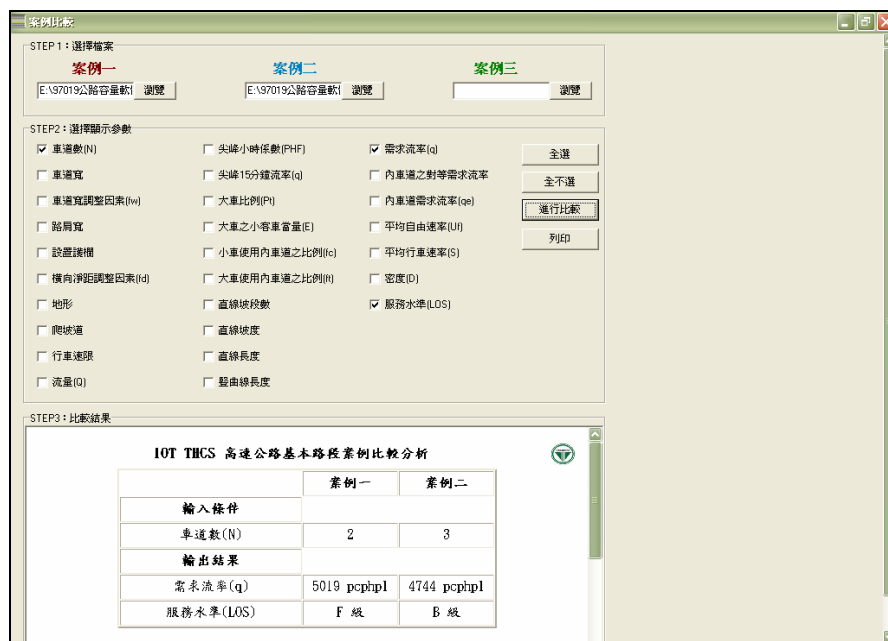 案例比較
STEP 1：選擇檔案
案例一 案例二 案例三
E:\97019公路容量軟體 瀏覽 E:\97019公路容量軟體 瀏覽 瀏覽
STEP2：選擇顯示參數
車道數(N) 尖峰小時係數(PHF) 需求流率(q) 全選
車道寬 尖峰15分鐘流率(q) 內車道之對等需求流率 全不選
車道寬調整因素(fw) 大車比例(Pt) 內車道需求流率(qe) 進行比較
路肩寬 大車之小客車當量(E) 平均自由速率(Uf) 列印
設置護欄 小車使用內車道之比例(fc) 平均行車速率(S)
橫向淨距調整因素(fd) 大車使用內車道之比例(ft) 密度(D)
地形 直線坡段數 服務水準(LOS)
爬坡道 直線坡度
行車速限 直線長度
流量(Q) 豎曲線長度
STEP3：比較結果
IOT THCS 高速公路基本路段案例比較分析
案例一 案例二
輸入條件
車道數(N) 2 3
輸出結果
需求流率(q) 5019 pcphpl 4744 pcphpl
服務水準(LOS) F 級 B 級